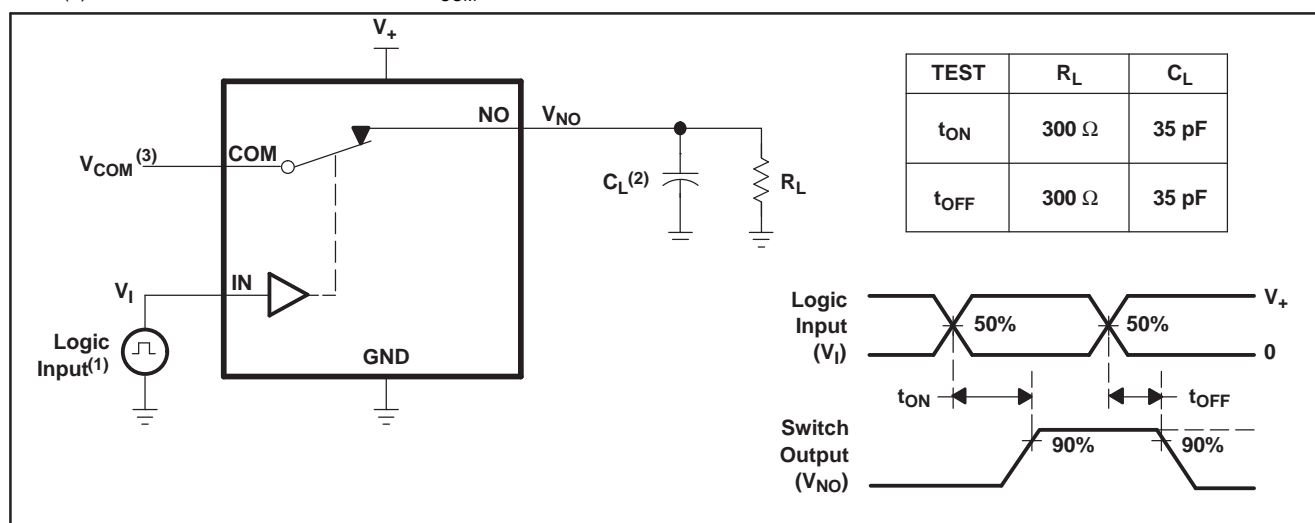 COM
V+
NO VNO
VCOM(3) COM
CL(2) RL
VI IN
Logic
Input(1)
GND
TEST RL CL
tON 300 Ω 35 pF
tOFF 300 Ω 35 pF
Logic
Input
(VI)
50% 50%
V+
0
tON tOFF
Switch
Output
(VNO)
90% 90%